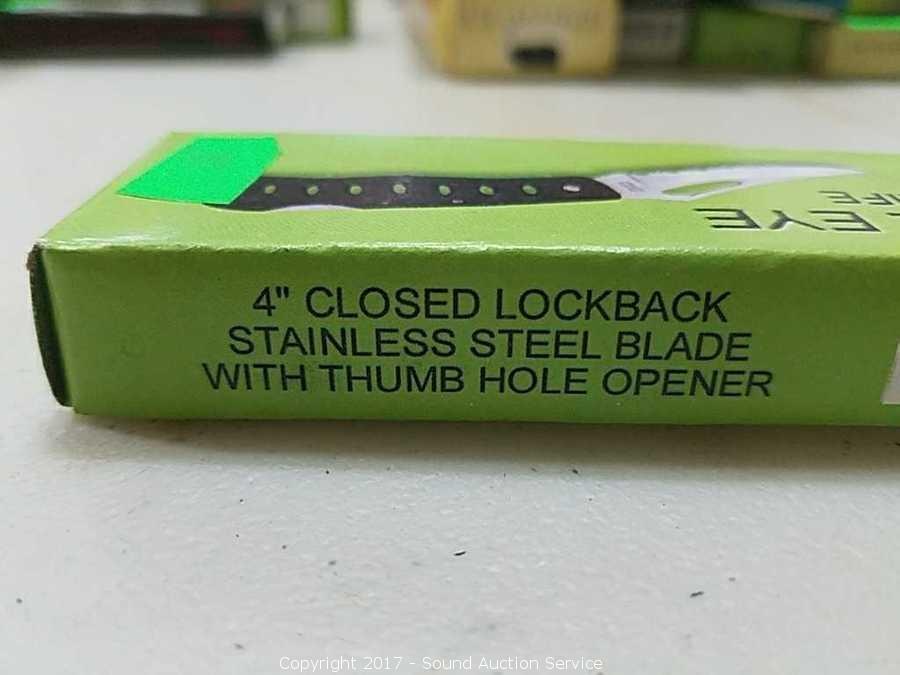 EYE
4" CLOSED LOCKBACK
STAINLESS STEEL BLADE
WITH THUMB HOLE OPENER
Copyright 2017 - Sound Auction Service